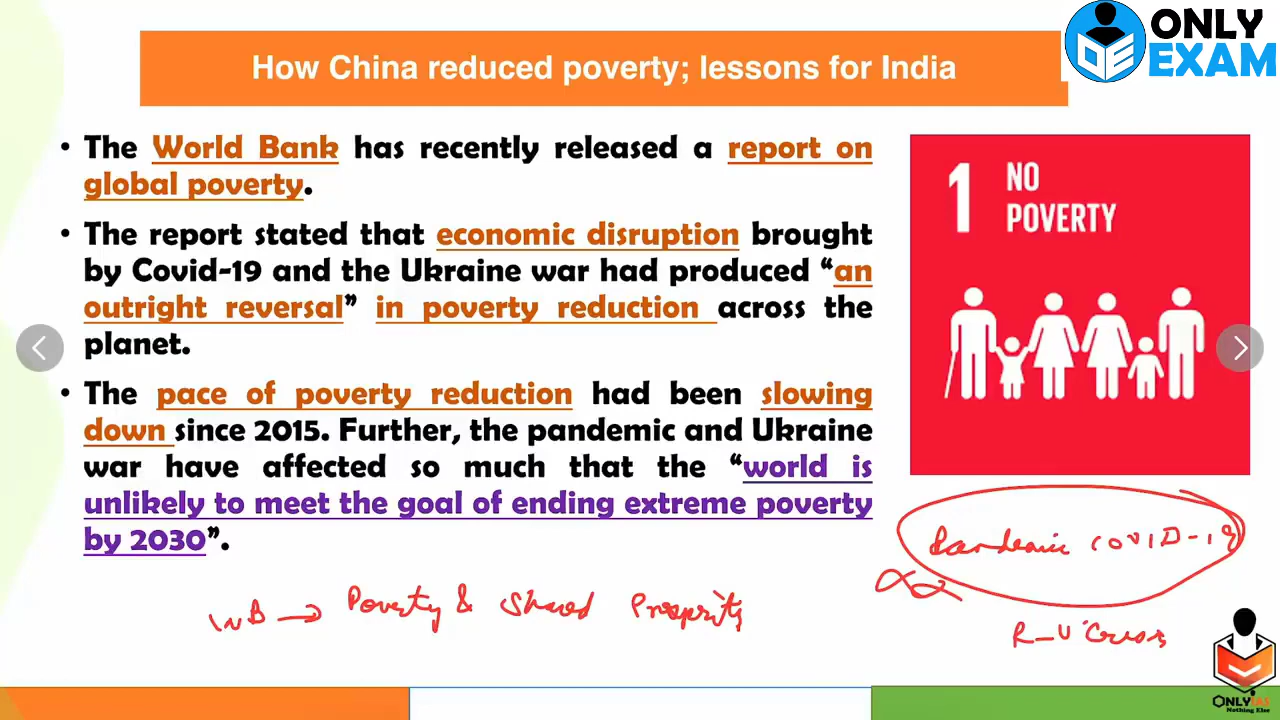 ONLY
EXAM
How China reduced poverty; lessons for India
• The World Bank has recently released a report on
global poverty.
• The report stated that economic disruption brought
by Covid-19 and the Ukraine war had produced “an
outright reversal” in poverty reduction across the
planet.
• The pace of poverty reduction had been slowing
down since 2015. Further, the pandemic and Ukraine
war have affected so much that the “world is
unlikely to meet the goal of ending extreme poverty
by 2030”.
1 NO
POVERTY
Pandemic COVID-19
WB → Poverty & Shared Prosperity
R-U Crisis
ONLYIAS
Nothing Else